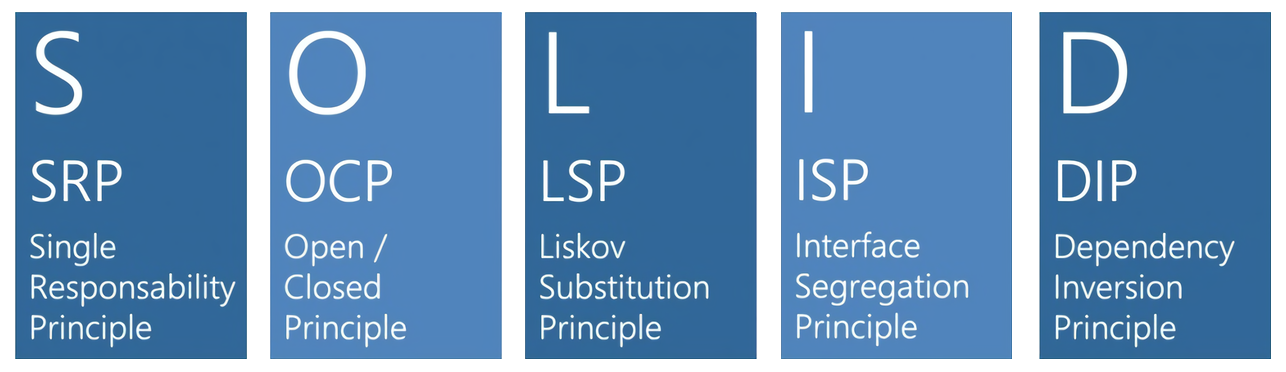 S
SRP
Single
Responsability
Principle
O
OCP
Open /
Closed
Principle
L
LSP
Liskov
Substitution
Principle
I
ISP
Interface
Segregation
Principle
D
DIP
Dependency
Inversion
Principle